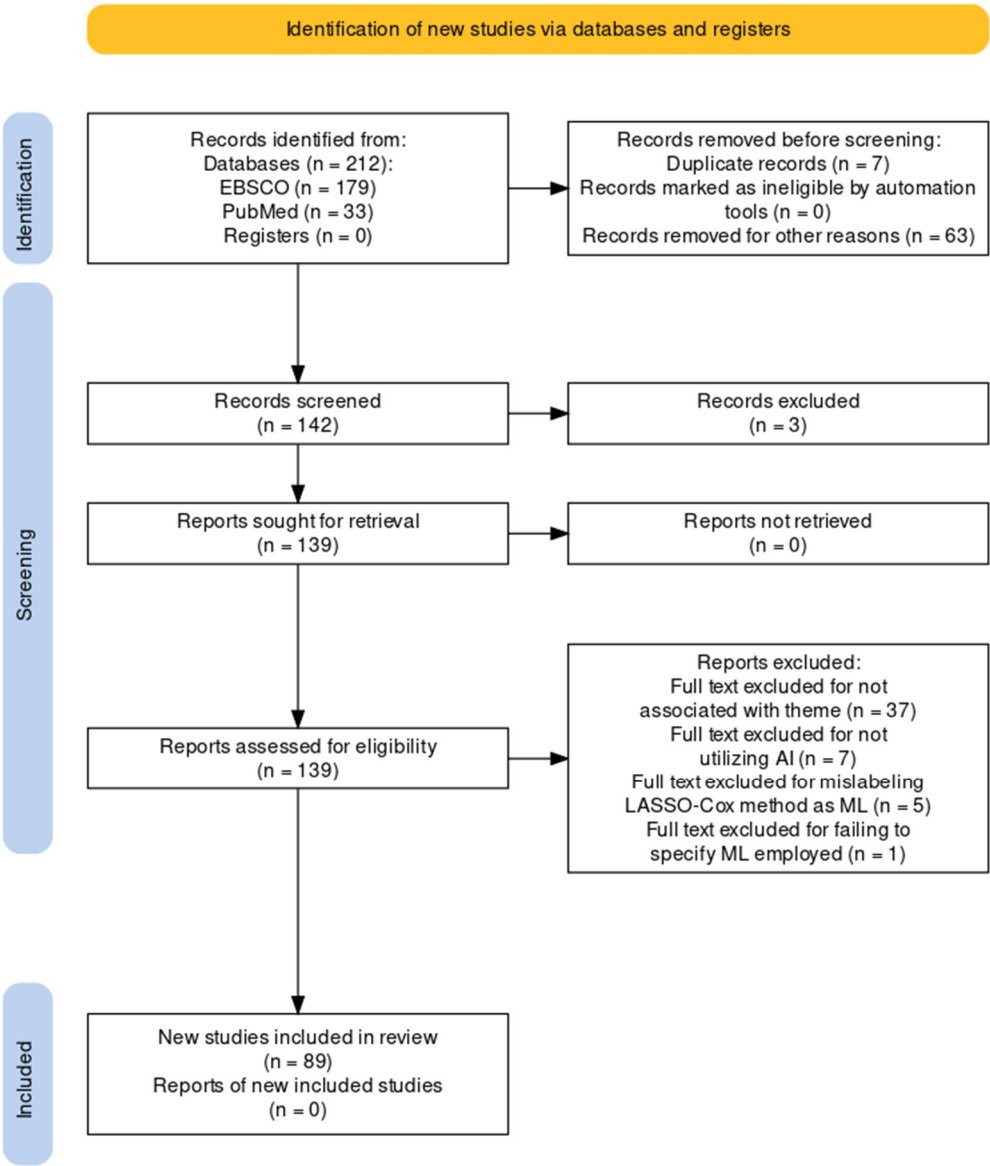 Identification of new studies via databases and registers
Identification
Records identified from:
Databases (n = 212):
EBSCO (n = 179)
PubMed (n = 33)
Registers (n = 0)
Records removed before screening:
Duplicate records (n = 7)
Records marked as ineligible by automation
tools (n = 0)
Records removed for other reasons (n = 63)
Screening
Records screened
(n = 142)
Records excluded
(n = 3)
Reports sought for retrieval
(n = 139)
Reports not retrieved
(n = 0)
Reports assessed for eligibility
(n = 139)
Reports excluded:
Full text excluded for not
associated with theme (n = 37)
Full text excluded for not
utilizing AI (n = 7)
Full text excluded for mislabeling
LASSO-Cox method as ML (n = 5)
Full text excluded for failing to
specify ML employed (n = 1)
Included
New studies included in review
(n = 89)
Reports of new included studies
(n = 0)